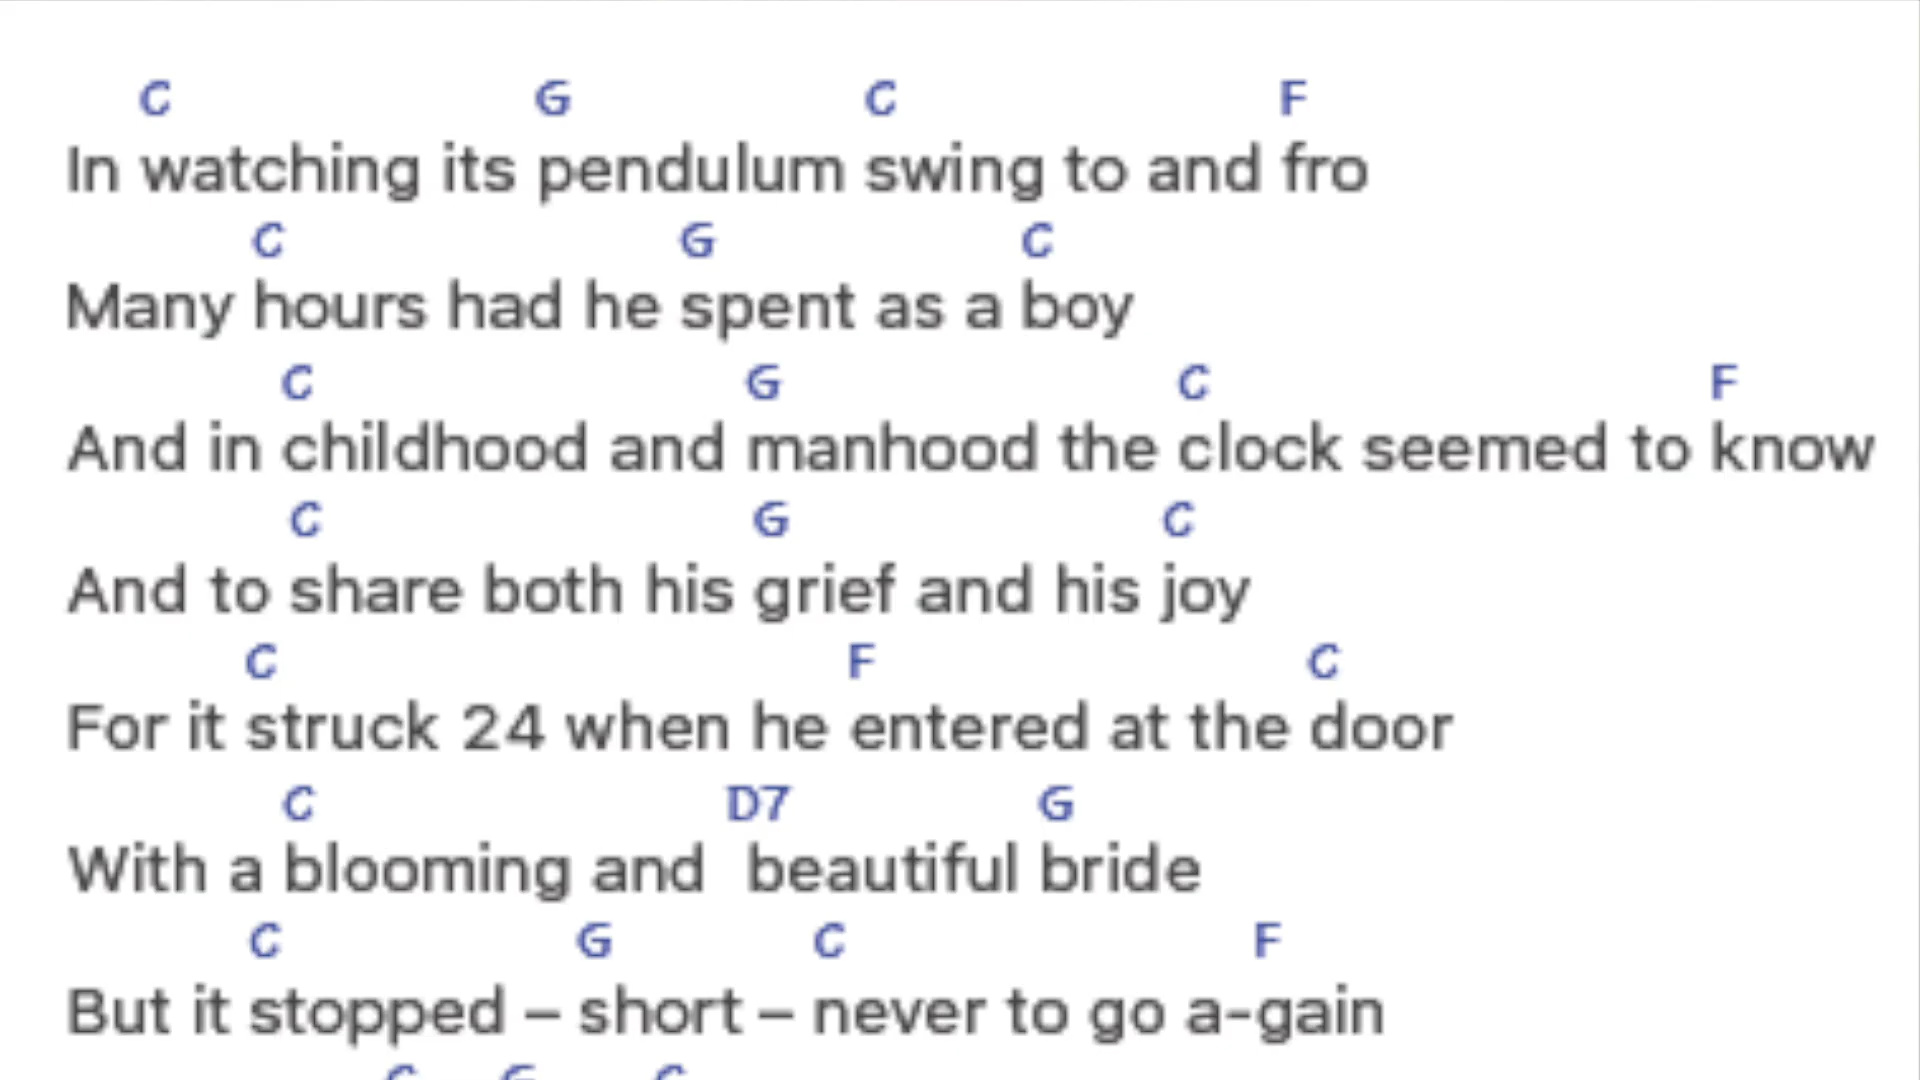 C G C F
In watching its pendulum swing to and fro
C G C
Many hours had he spent as a boy
C G C F
And in childhood and manhood the clock seemed to know
C G C
And to share both his grief and his joy
C F C
For it struck 24 when he entered at the door
C D7 G
With a blooming and beautiful bride
C G C F
But it stopped – short – never to go a-gain
C G C